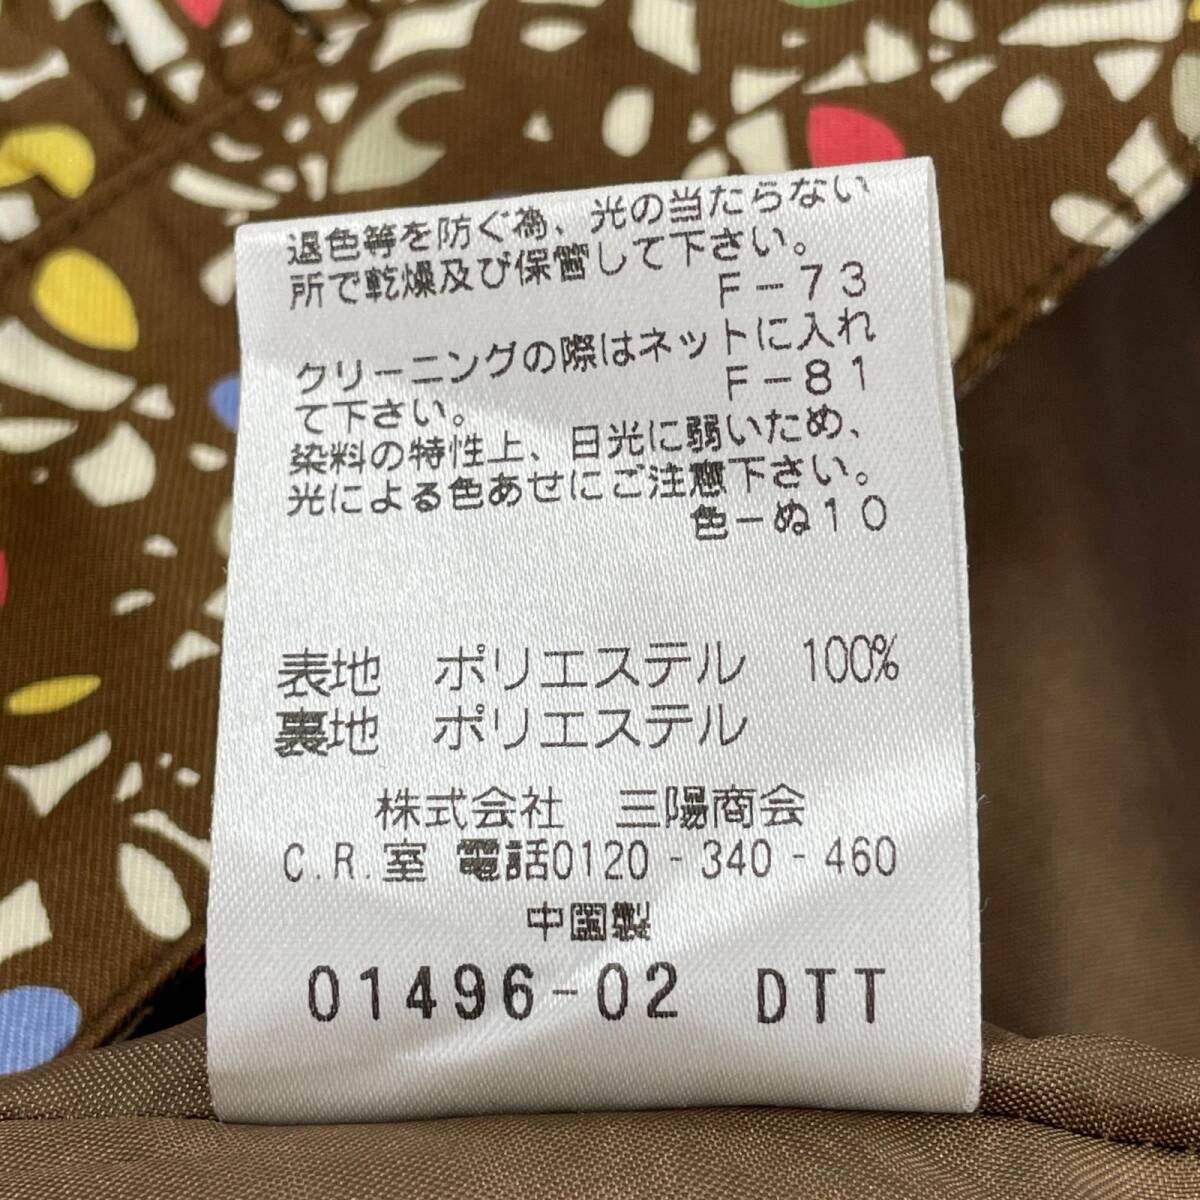 退色等を防ぐ為、光の当たらない
所で乾燥及び保管して下さい。
F-73
クリーニングの際はネットに入れ
て下さい。 F-81
染料の特性上、日光に弱いため、
光による色あせにご注意下さい。
色-ぬ10
表地 ポリエステル 100%
裏地 ポリエステル
株式会社 三陽商会
C.R.室 電話0120-340-460
中国製
01496-02 DTT